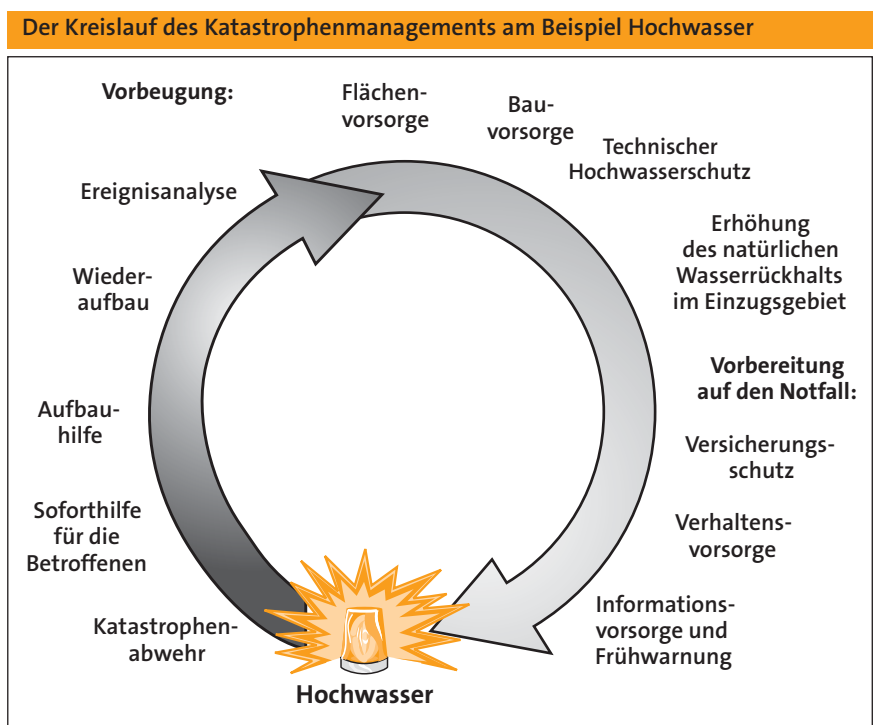 Der Kreislauf des Katastrophenmanagements am Beispiel Hochwasser
Vorbeugung:
Flächen-
vorsorge
Bau-
vorsorge
Technischer
Hochwasserschutz
Erhöhung
des natürlichen
Wasserrückhalts
im Einzugsgebiet
Vorbereitung
auf den Notfall:
Versicherungs-
schutz
Verhaltens-
vorsorge
Informations-
vorsorge und
Frühwarnung
Hochwasser
Katastrophen-
abwehr
Soforthilfe
für die
Betroffenen
Aufbau-
hilfe
Wieder-
aufbau
Ereignisanalyse